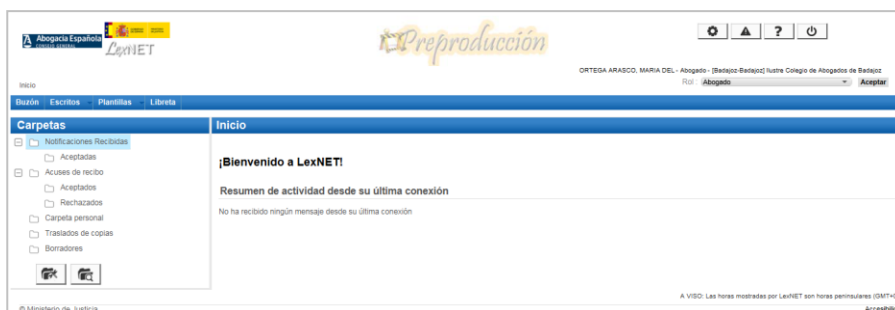 Abogacía Española
CONSEJO GENERAL
LexNET
Preproducción
?
ORTEGA ARASCO, MARIA DEL - Abogado - [Badajoz-Badajoz] Ilustre Colegio de Abogados de Badajoz
Inicio
Rol : Abogado Aceptar
Buzón Escritos Plantillas Libreta
Carpetas
Inicio
Notificaciones Recibidas
Aceptadas
Acuses de recibo
Aceptados
Rechazados
Carpeta personal
Traslados de copias
Borradores
¡Bienvenido a LexNET!
Resumen de actividad desde su última conexión
No ha recibido ningún mensaje desde su última conexión
A VISO: Las horas mostradas por LexNET son horas peninsulares (GMT+
© Ministerio de Justicia
Accesibili